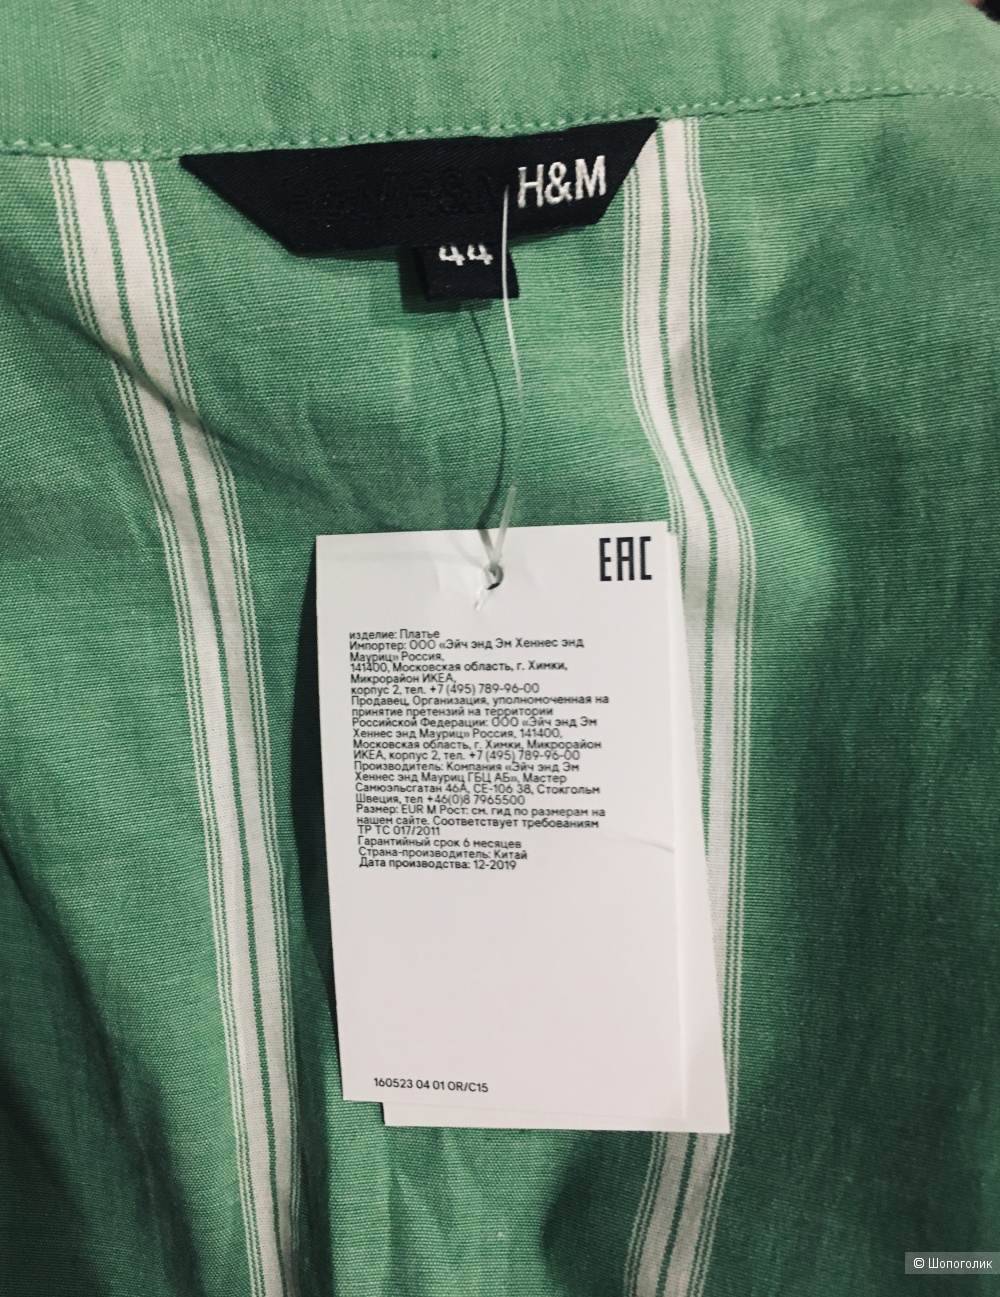 H&M
44
EAC
изделие: Платье
Импортер: ООО «Эйч энд Эм Хеннес энд
Мауриц» Россия,
141400, Московская область, г. Химки,
Микрорайон ИКЕА,
корпус 2, тел. +7 (495) 789-96-00
Продавец, Организация, уполномоченная на
принятие претензий на территории
Российской Федерации: ООО «Эйч энд Эм
Хеннес энд Мауриц» Россия, 141400,
Московская область, г. Химки, Микрорайон
ИКЕА, корпус 2, тел. +7 (495) 789-96-00
Производитель: Компания «Эйч энд Эм
Хеннес энд Мауриц ГБЦ АБ», Мастер
Самюэльсгатан 46А, СЕ-106 38, Стокгольм
Швеция, тел +46(0)8 7965500
Размер: EUR M Рост: см. гид по размерам на
нашем сайте. Соответствует требованиям
ТР ТС 017/2011
Гарантийный срок 6 месяцев
Страна-производитель: Китай
Дата производства: 12-2019
160523 04 01 OR/C15
© Шопоголик